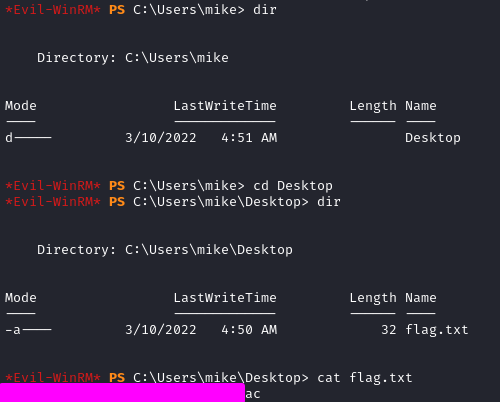 *Evil-WinRM* PS C:\Users\mike> dir
Directory: C:\Users\mike
Mode LastWriteTime Length Name
---- ------------- ------ ----
d----- 3/10/2022 4:51 AM Desktop
*Evil-WinRM* PS C:\Users\mike> cd Desktop
*Evil-WinRM* PS C:\Users\mike\Desktop> dir
Directory: C:\Users\mike\Desktop
Mode LastWriteTime Length Name
---- ------------- ------ ----
-a---- 3/10/2022 4:50 AM 32 flag.txt
*Evil-WinRM* PS C:\Users\mike\Desktop> cat flag.txt
ac